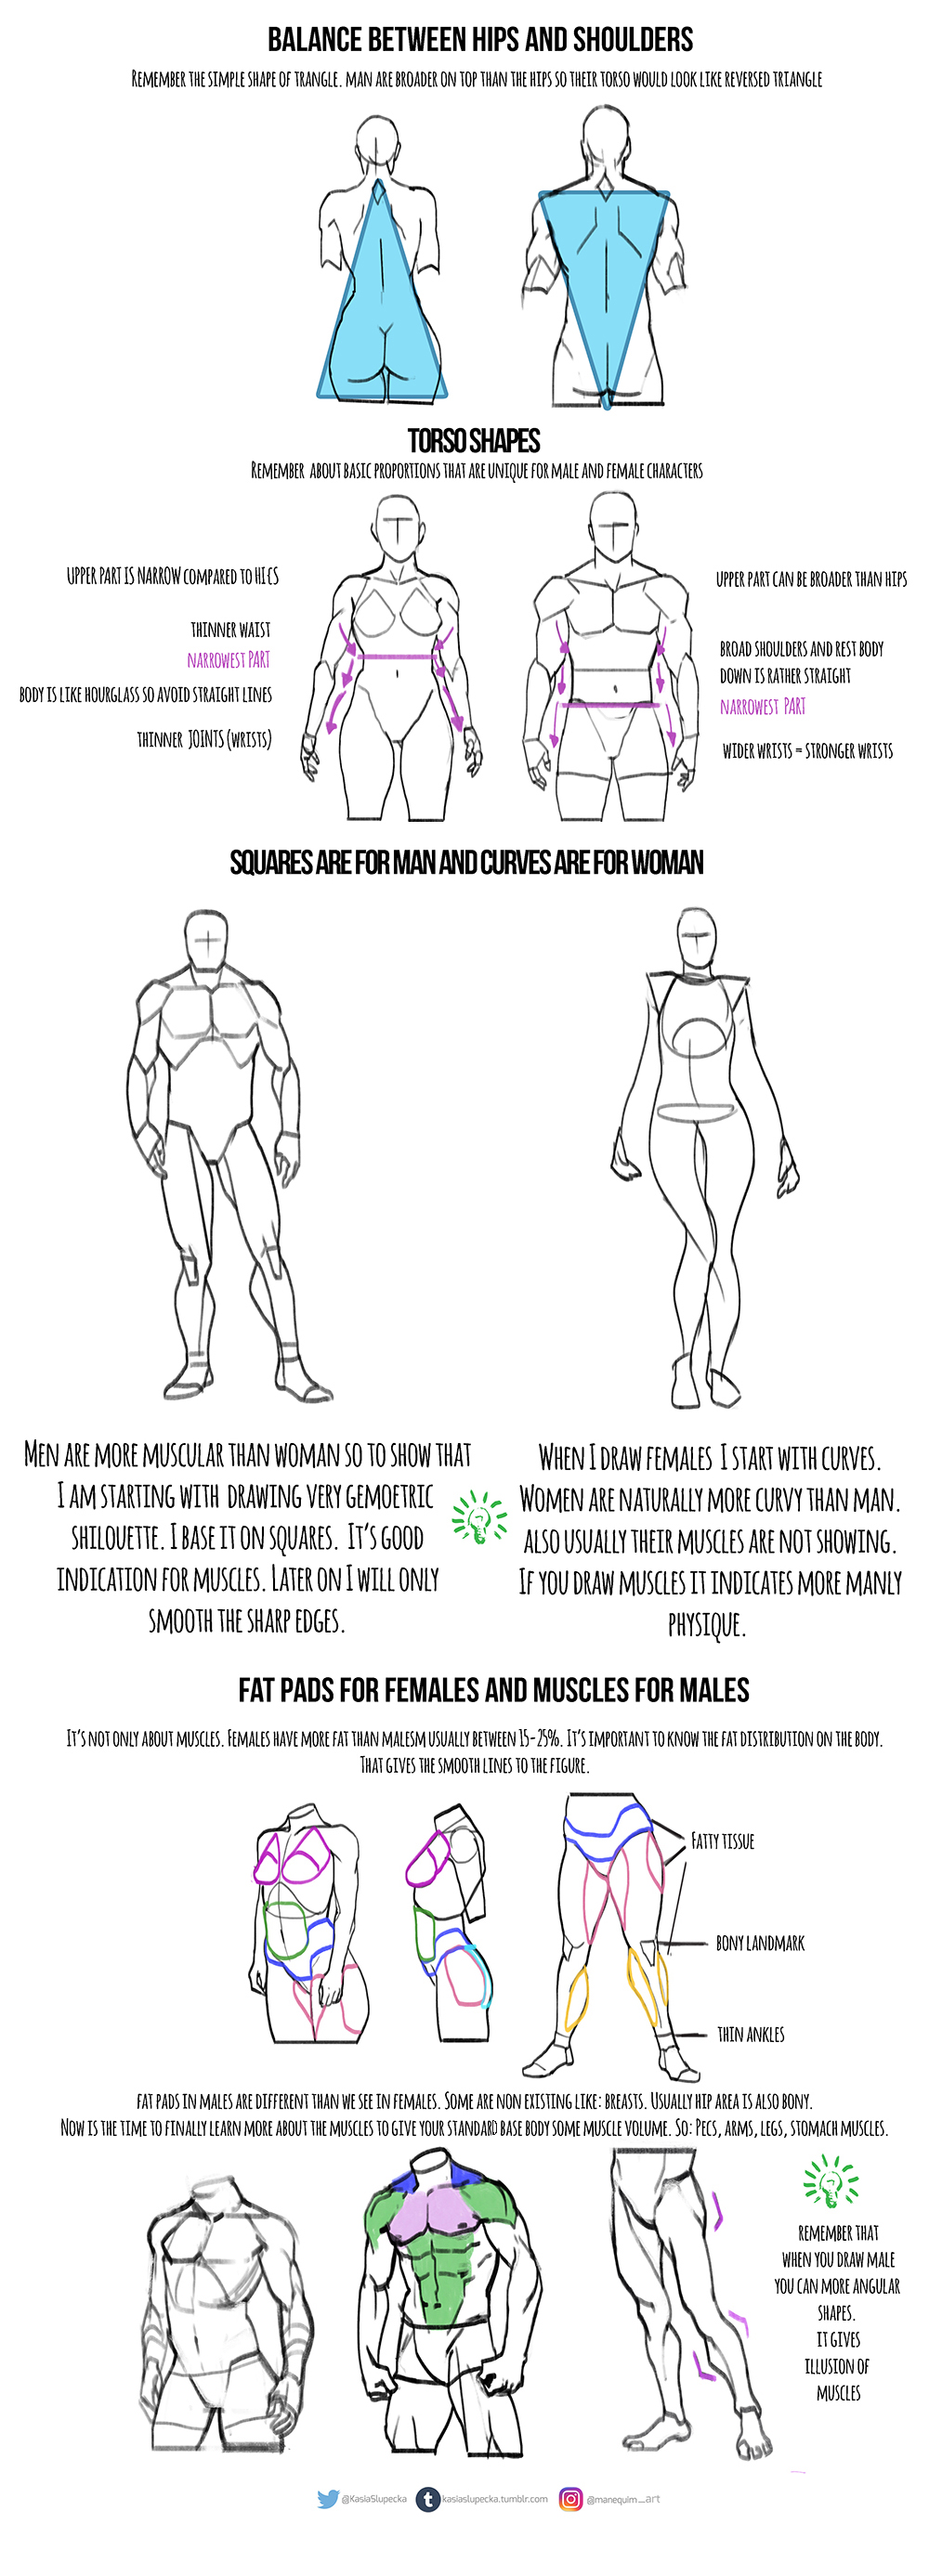 BALANCE BETWEEN HIPS AND SHOULDERS
REMEMBER THE SIMPLE SHAPE OF TRANGLE. MAN ARE BROADER ON TOP THAN THE HIPS SO THEIR TORSO WOULD LOOK LIKE REVERSED TRIANGLE
TORSO SHAPES
REMEMBER ABOUT BASIC PROPORTIONS THAT ARE UNIQUE FOR MALE AND FEMALE CHARACTERS
UPPER PART IS NARROW COMPARED TO
THINNER WAIST
NARROWEST PART
BODY IS LIKE HOURGLASS SO AVOID STRAIGHT LINES
THINNER JOINTS (WRISTS)
UPPER PART CAN BE BROADER THAN HIPS
BROAD SHOULDERS AND REST BODY
DOWN IS RATHER STRAIGHT
NARROWEST PART
WIDER WRISTS = STRONGER WRISTS
SQUARES ARE FOR MAN AND CURVES ARE FOR WOMAN
MEN ARE MORE MUSCULAR THAN WOMAN SO TO SHOW THAT
I AM STARTING WITH DRAWING VERY GEMOETRIC
SHILOUETTE. I BASE IT ON SQUARES. IT'S GOOD
INDICATION FOR MUSCLES. LATER ON I WILL ONLY
SMOOTH THE SHARP EDGES.
WHEN I DRAW FEMALES I START WITH CURVES.
WOMEN ARE NATURALLY MORE CURVY THAN MAN.
ALSO USUALLY THEIR MUSCLES ARE NOT SHOWING.
IF YOU DRAW MUSCLES IT INDICATES MORE MANLY
PHYSIQUE.
FAT PADS FOR FEMALES AND MUSCLES FOR MALES
IT'S NOT ONLY ABOUT MUSCLES. FEMALES HAVE MORE FAT THAN MALESM USUALLY BETWEEN 15-25%. IT'S IMPORTANT TO KNOW THE FAT DISTRIBUTION ON THE BODY.
THAT GIVES THE SMOOTH LINES TO THE FIGURE.
FATTY TISSUE
BONY LANDMARK
THIN ANKLES
FAT PADS IN MALES ARE DIFFERENT THAN WE SEE IN FEMALES. SOME ARE NON EXISTING LIKE: BREASTS. USUALLY HIP AREA IS ALSO BONY.
NOW IS THE TIME TO FINALLY LEARN MORE ABOUT THE MUSCLES TO GIVE YOUR STANDARD BASE BODY SOME MUSCLE VOLUME. SO: PECS, ARMS, LEGS, STOMACH MUSCLES.
REMEMBER THAT
WHEN YOU DRAW MALE
YOU CAN MORE ANGULAR
SHAPES.
IT GIVES
ILLUSION OF
MUSCLES
@KasiaSlupecka
kasiaslupecka.tumblr.com
@manequim_art